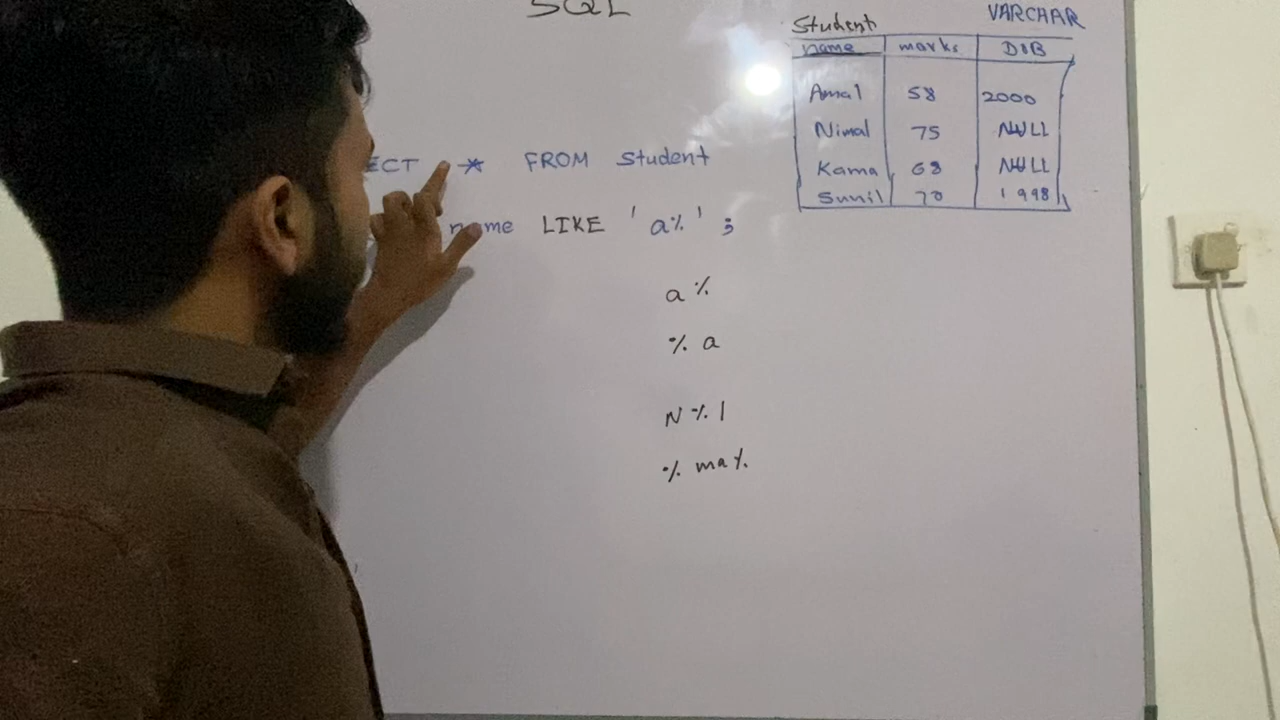 SQL
ECT * FROM Student
name LIKE 'a%' ;
a%
% a
N % l
% ma%
Student VARCHAR
name marks DOB
Amal 58 2000
Nimal 75 NULL
Kama 68 NULL
Sunil 70 1998